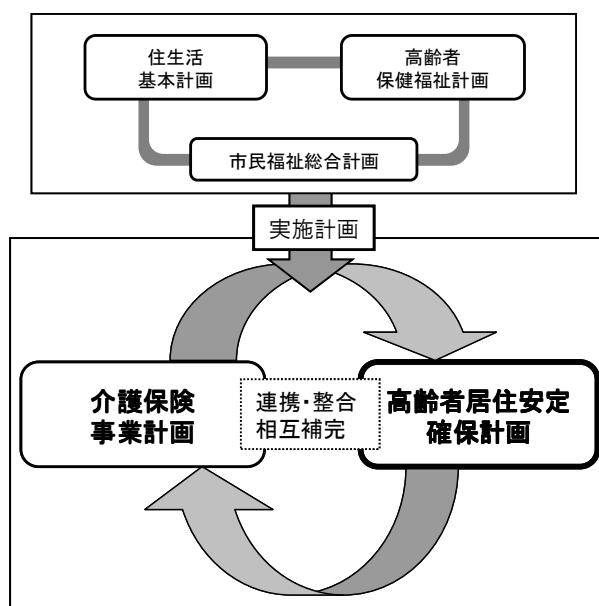 住生活
基本計画
高齢者
保健福祉計画
市民福祉総合計画
実施計画
介護保険
事業計画
連携・整合
相互補完
高齢者居住安定
確保計画